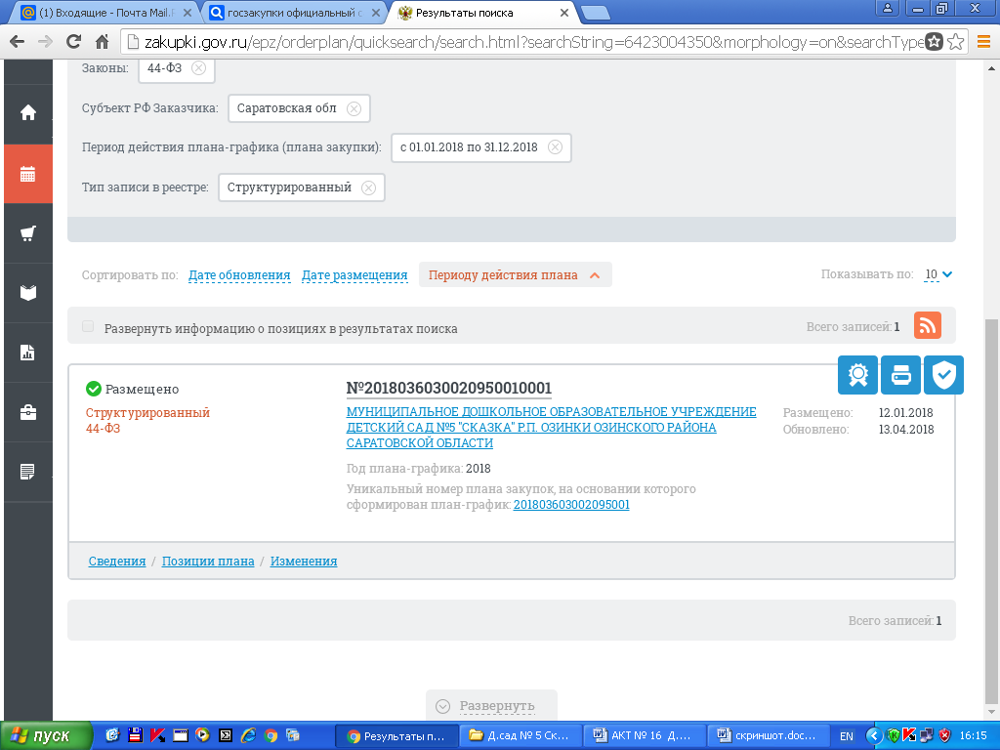 (1) Входящие - Почта Mail.R
госзакупки официальный с
Результаты поиска
zakupki.gov.ru/epz/orderplan/quicksearch/search.html?searchString=6423004350&morphology=on&searchType
Законы: 44-ФЗ
Субъект РФ Заказчика: Саратовская обл
Период действия плана-графика (плана закупки): с 01.01.2018 по 31.12.2018
Тип записи в реестре: Структурированный
Сортировать по: Дате обновления Дате размещения Периоду действия плана Показывать по: 10
Развернуть информацию о позициях в результатах поиска Всего записей: 1
Размещено
Структурированный
44-ФЗ
№2018036030020950010001
МУНИЦИПАЛЬНОЕ ДОШКОЛЬНОЕ ОБРАЗОВАТЕЛЬНОЕ УЧРЕЖДЕНИЕ
ДЕТСКИЙ САД №5 "СКАЗКА" Р.П. ОЗИНКИ ОЗИНСКОГО РАЙОНА
САРАТОВСКОЙ ОБЛАСТИ
Год плана-графика: 2018
Уникальный номер плана закупок, на основании которого
сформирован план-график: 201803603002095001
Размещено: 12.01.2018
Обновлено: 13.04.2018
Сведения / Позиции плана / Изменения
Всего записей: 1
Развернуть
пуск
Результаты п...
Д.сад № 5 Ск...
АКТ № 16 Д....
скриншот.doc...
EN
16:15